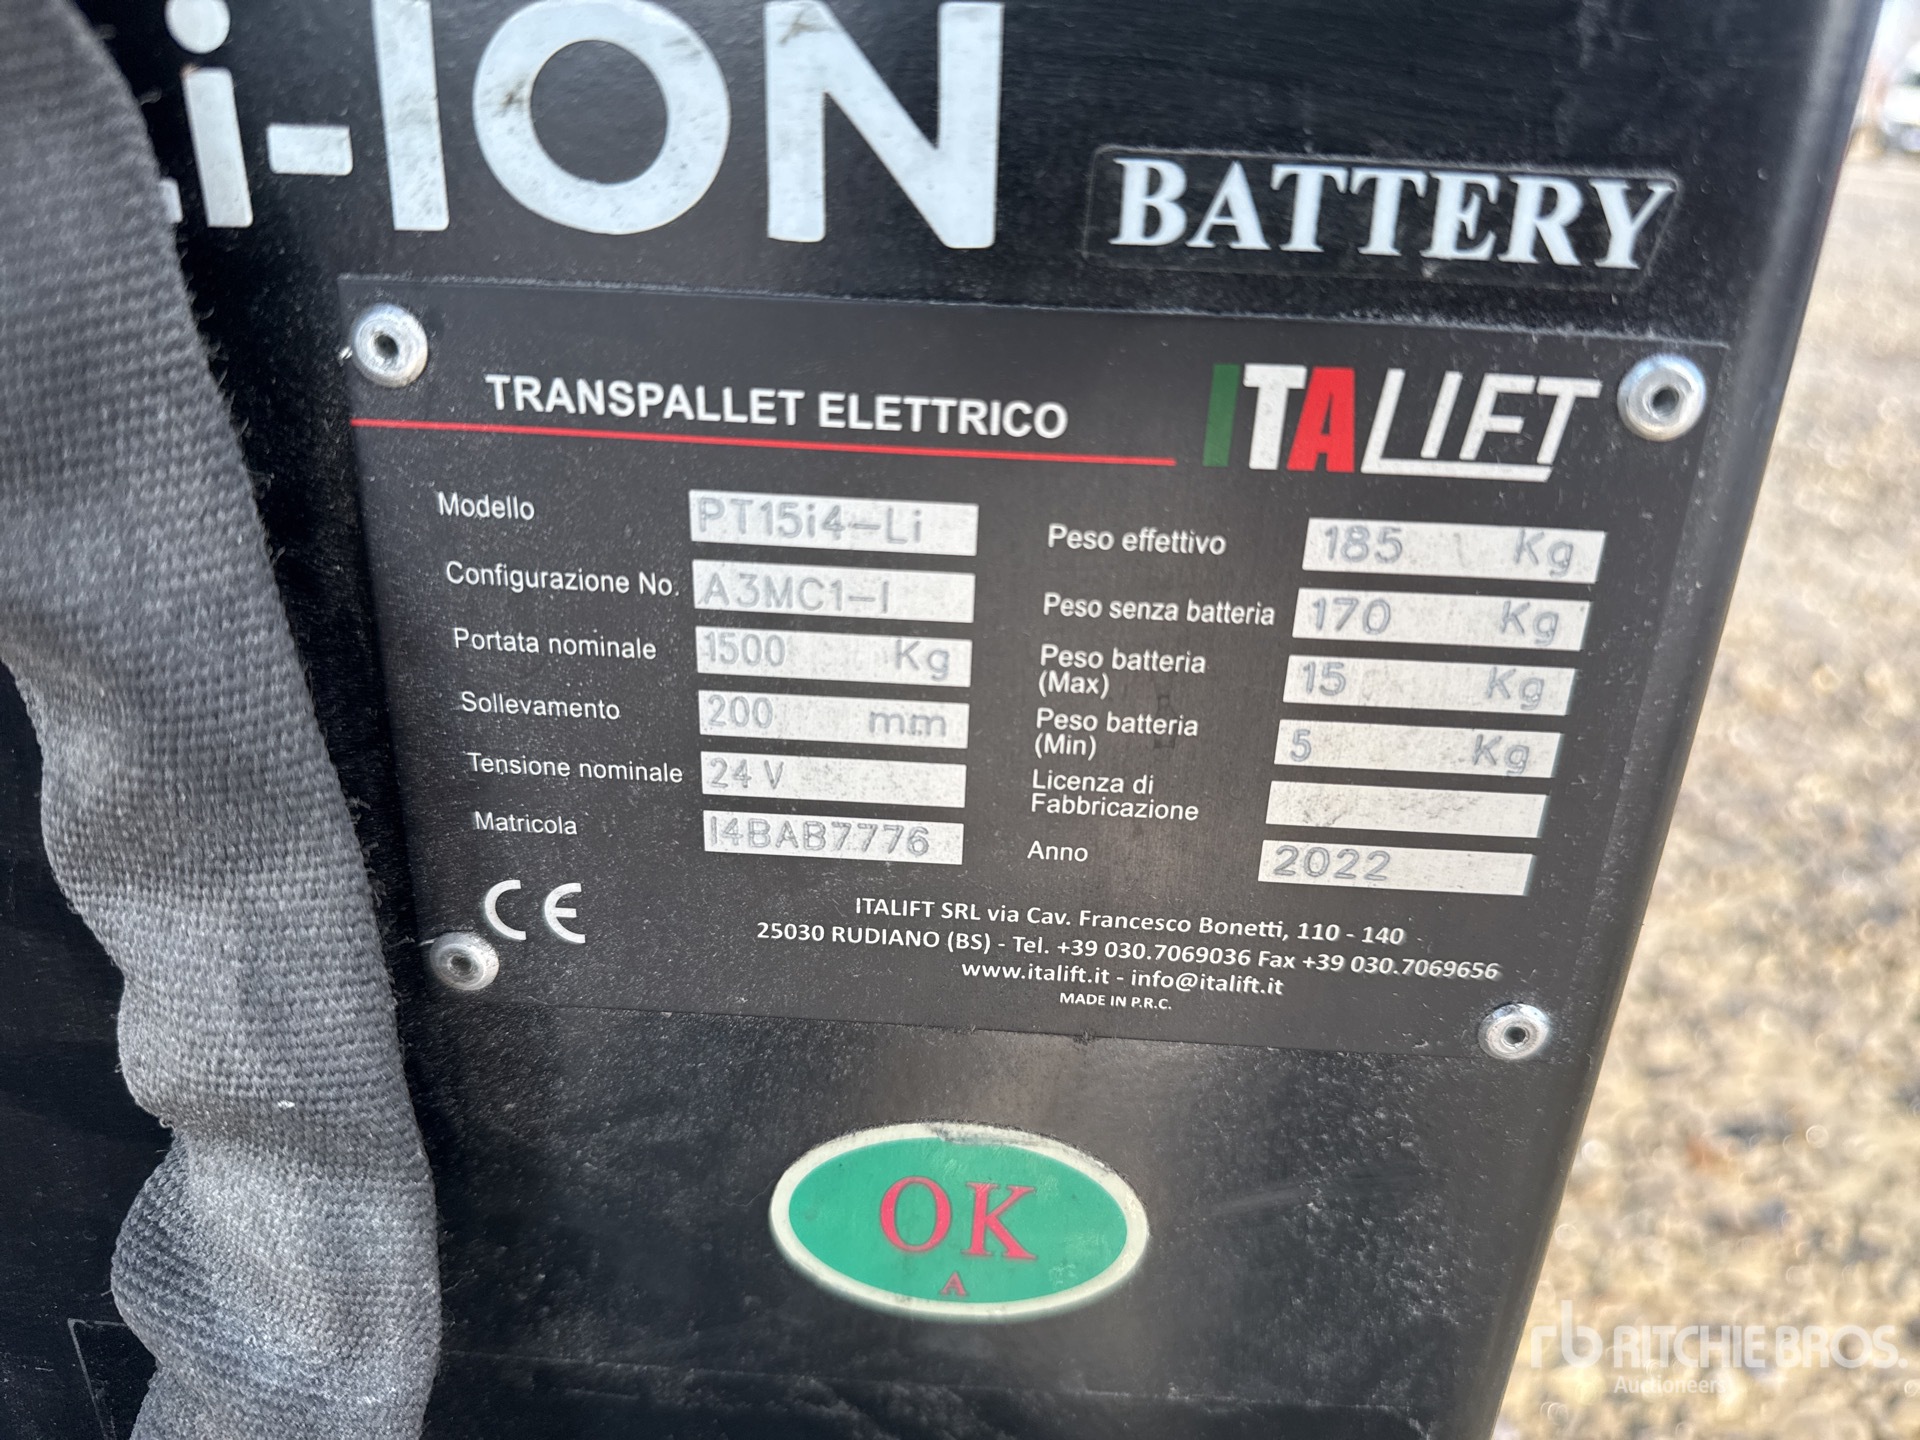 Li-ION
BATTERY
TRANSPALLET ELETTRICO
ITALIFT
Modello PT15i4-Li
Configurazione No. A3MC1-I
Portata nominale 1500 Kg
Sollevamento 200 mm
Tensione nominale 24 V
Matricola I4BAB7776
Peso effettivo 185 Kg
Peso senza batteria 170 Kg
Peso batteria
(Max) 15 Kg
Peso batteria
(Min) 5 Kg
Licenza di
Fabbricazione
Anno 2022
CE
ITALIFT SRL via Cav. Francesco Bonetti, 110 - 140
25030 RUDIANO (BS) - Tel. +39 030.7069036 Fax +39 030.7069656
www.italift.it - info@italift.it
MADE IN P.R.C.
OK
A
rb RITCHIE BROS.
Auctioneers